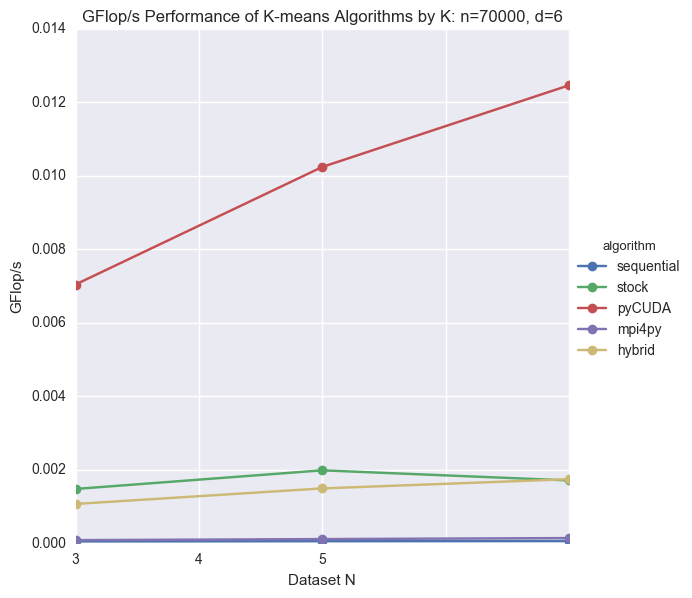 GFlop/s Performance of K-means Algorithms by K: n=70000, d=6
0.014
0.012
0.010
0.008
0.006
0.004
0.002
0.000
GFlop/s
3 4 5
Dataset N
algorithm
sequential
stock
pyCUDA
mpi4py
hybrid